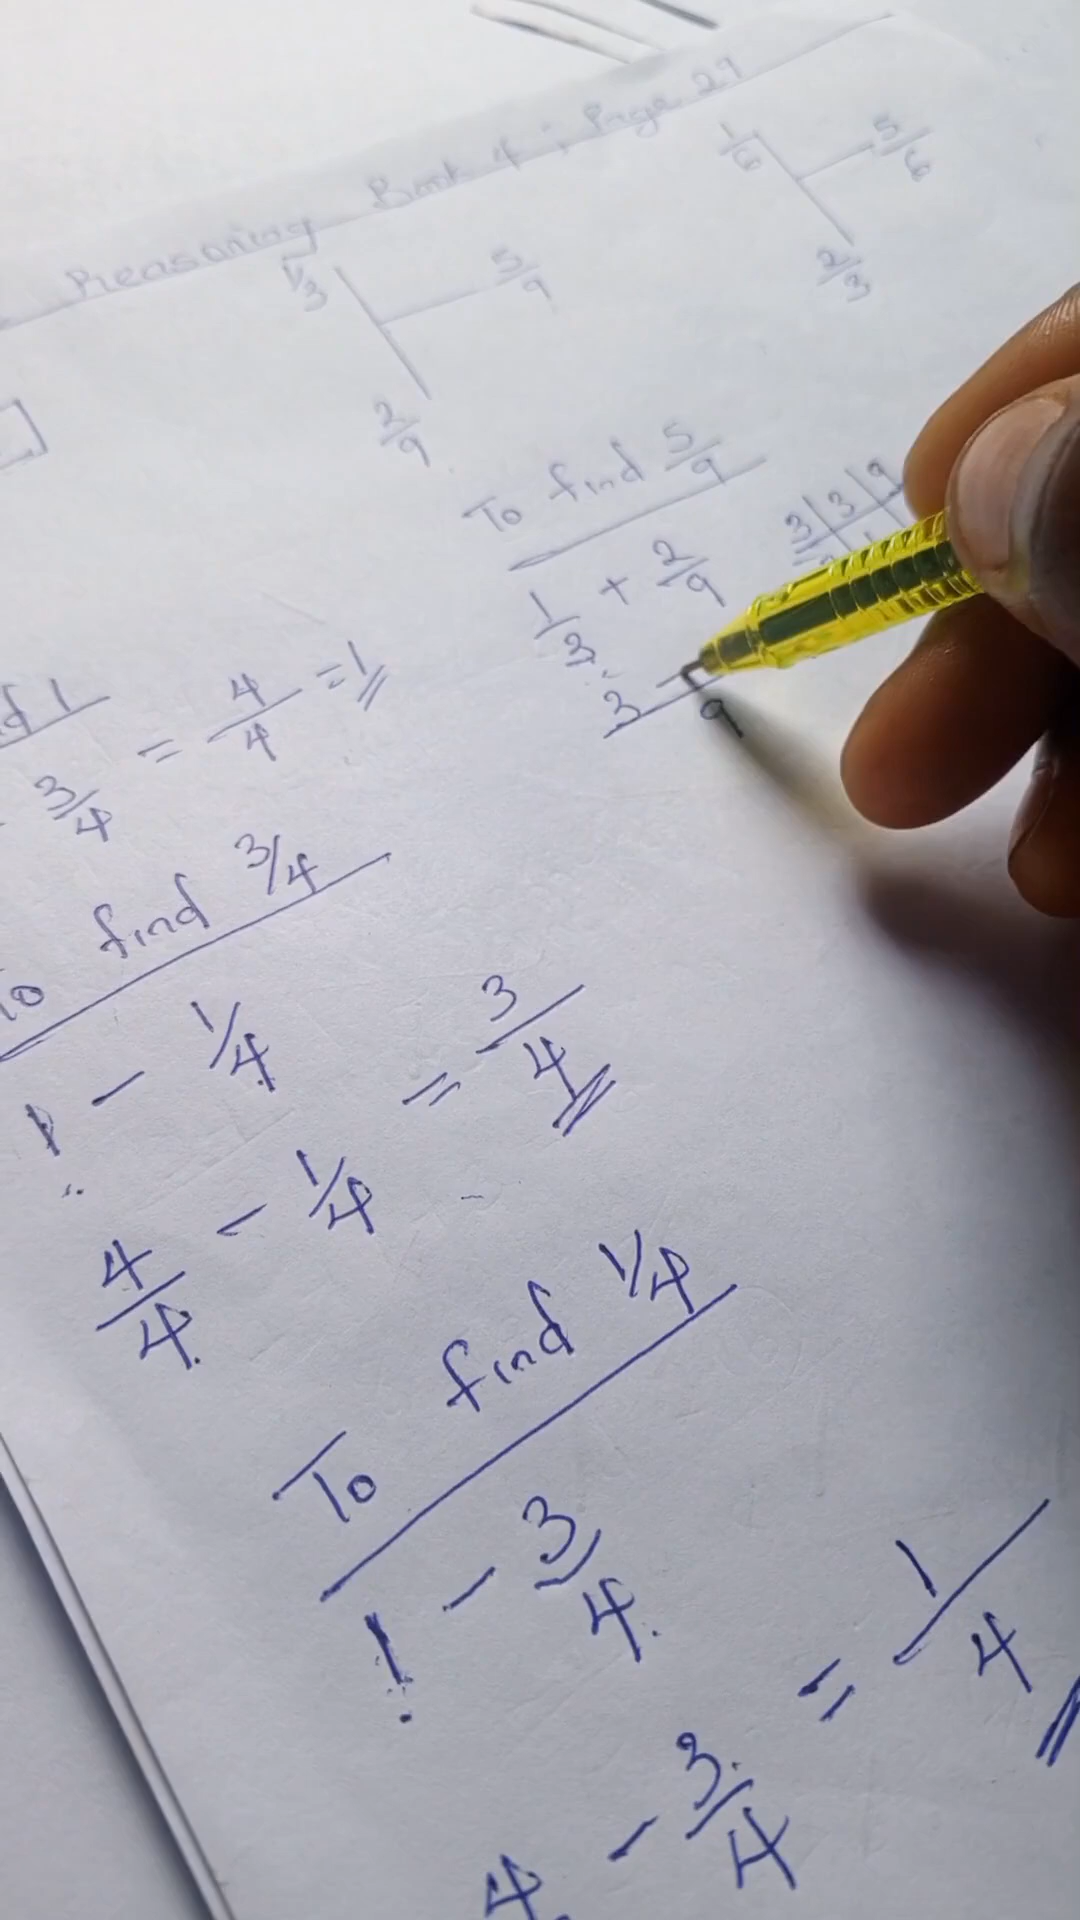 Reasoning Book 4; Page 29
1/3 5/9
2/9
1/6 5/6
2/3
To find 5/9
1/3 + 2/9
3 | 3 | 9
3
9
1
3/4 = 4/4 = 1
To find 3/4
1 - 1/4 = 3/4
4/4 - 1/4
To find 1/4
1 - 3/4 = 1/4
4 - 3/4